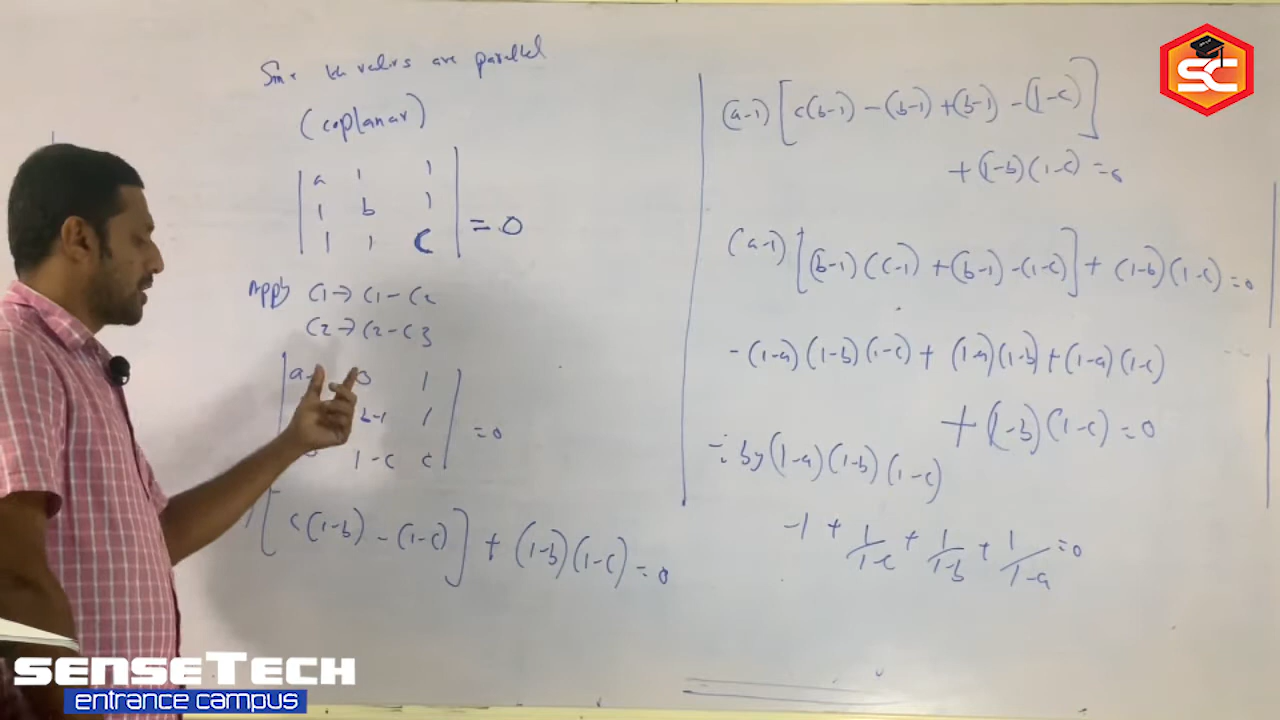 are parallel
(coplanar)
a 1 1
1 b 1
1 1 C = 0
Apply C1 → C1 - C2
C2 → C2 - C3
a- 0 1
b-1 1 = 0
1-c c
[c(1-b) - (1-c)] + (1-b)(1-c) = 0
(a-1) [c(b-1) - (b-1) + (b-1) - (1-c)]
+ (1-b)(1-c) = 0
(a-1) [(b-1)(c-1) + (b-1) - (1-c)] + (1-b)(1-c) = 0
- (1-a)(1-b)(1-c) + (1-a)(1-b) + (1-a)(1-c)
+ (1-b)(1-c) = 0
÷ by (1-a)(1-b)(1-c)
-1 + 1/1-c + 1/1-b + 1/1-a = 0
SC
SENSETECH
entrance campus